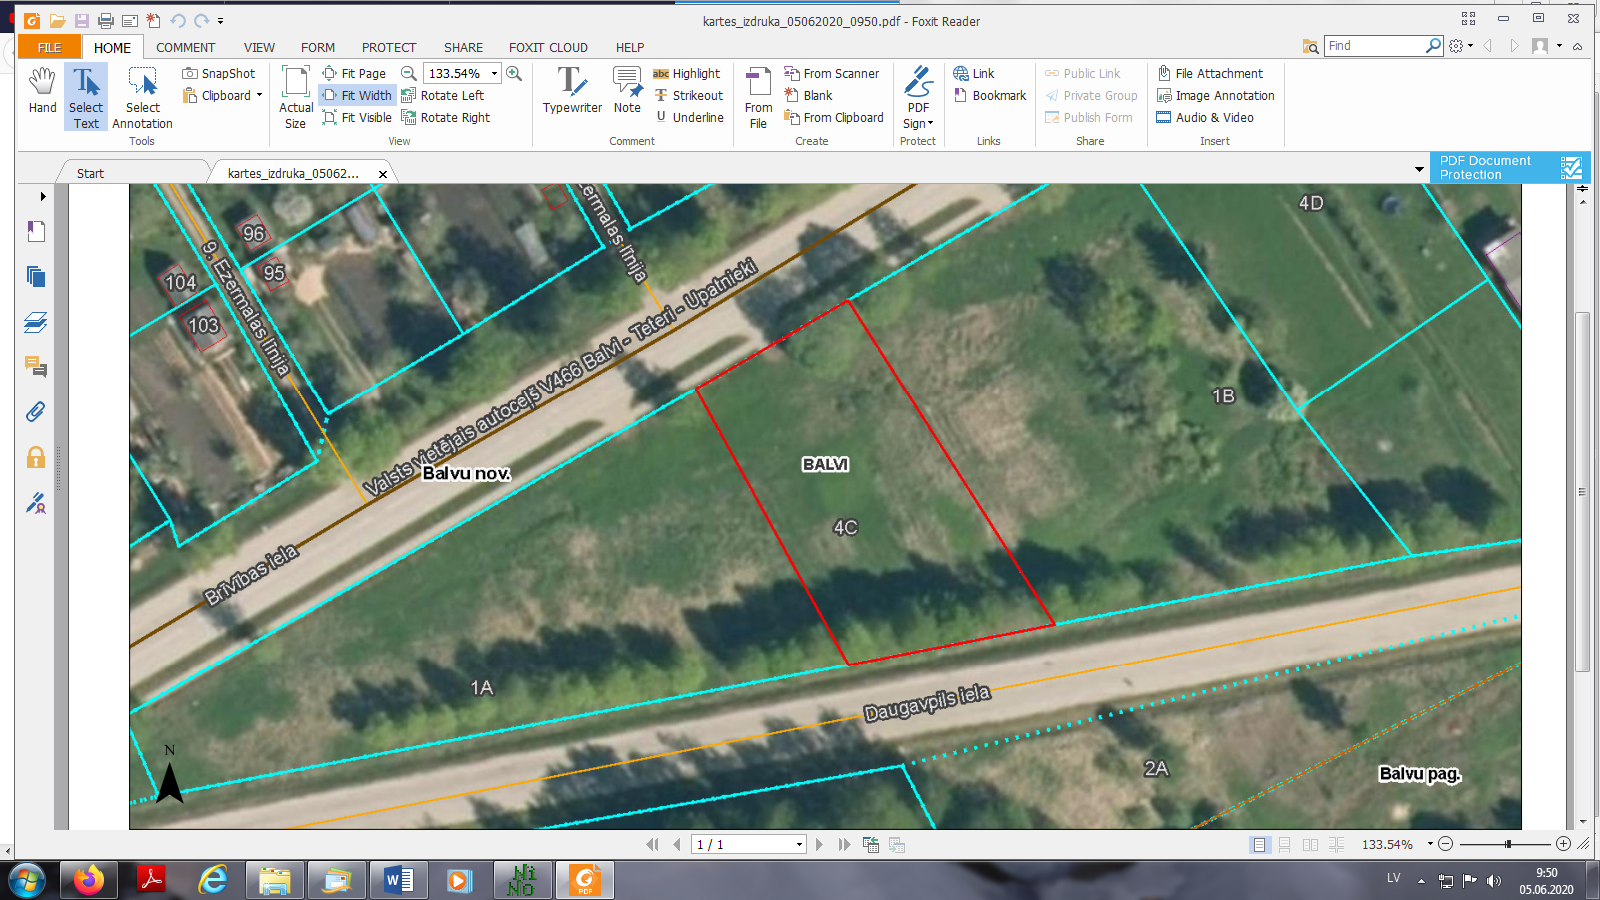 kartes_izdruka_05062020_0950.pdf - Foxit Reader
FILE HOME COMMENT VIEW FORM PROTECT SHARE FOXIT CLOUD HELP
Find
Hand
Select Text
Select Annotation
SnapShot
Clipboard
Tools
Actual Size
Fit Page
Fit Width
Fit Visible
133.54%
Rotate Left
Rotate Right
View
Typewriter
Note
Highlight
Strikeout
Underline
Comment
From File
From Scanner
Blank
From Clipboard
Create
PDF Sign
Protect
Link
Bookmark
Links
Public Link
Private Group
Publish Form
Share
File Attachment
Image Annotation
Audio & Video
Insert
Start
kartes_izdruka_05062...
PDF Document
Protection
4D
96
95
104
103
9. Ezermalas līnija
zermalas līnija
Valsts vietējais autoceļš V466 Balvi - Teteri - Upatnieki
Balvu nov.
Brīvības iela
BALVI
4C
1B
1A
Daugavpils iela
2A
Balvu pag.
N
1 / 1
133.54%
LV
9:50
05.06.2020